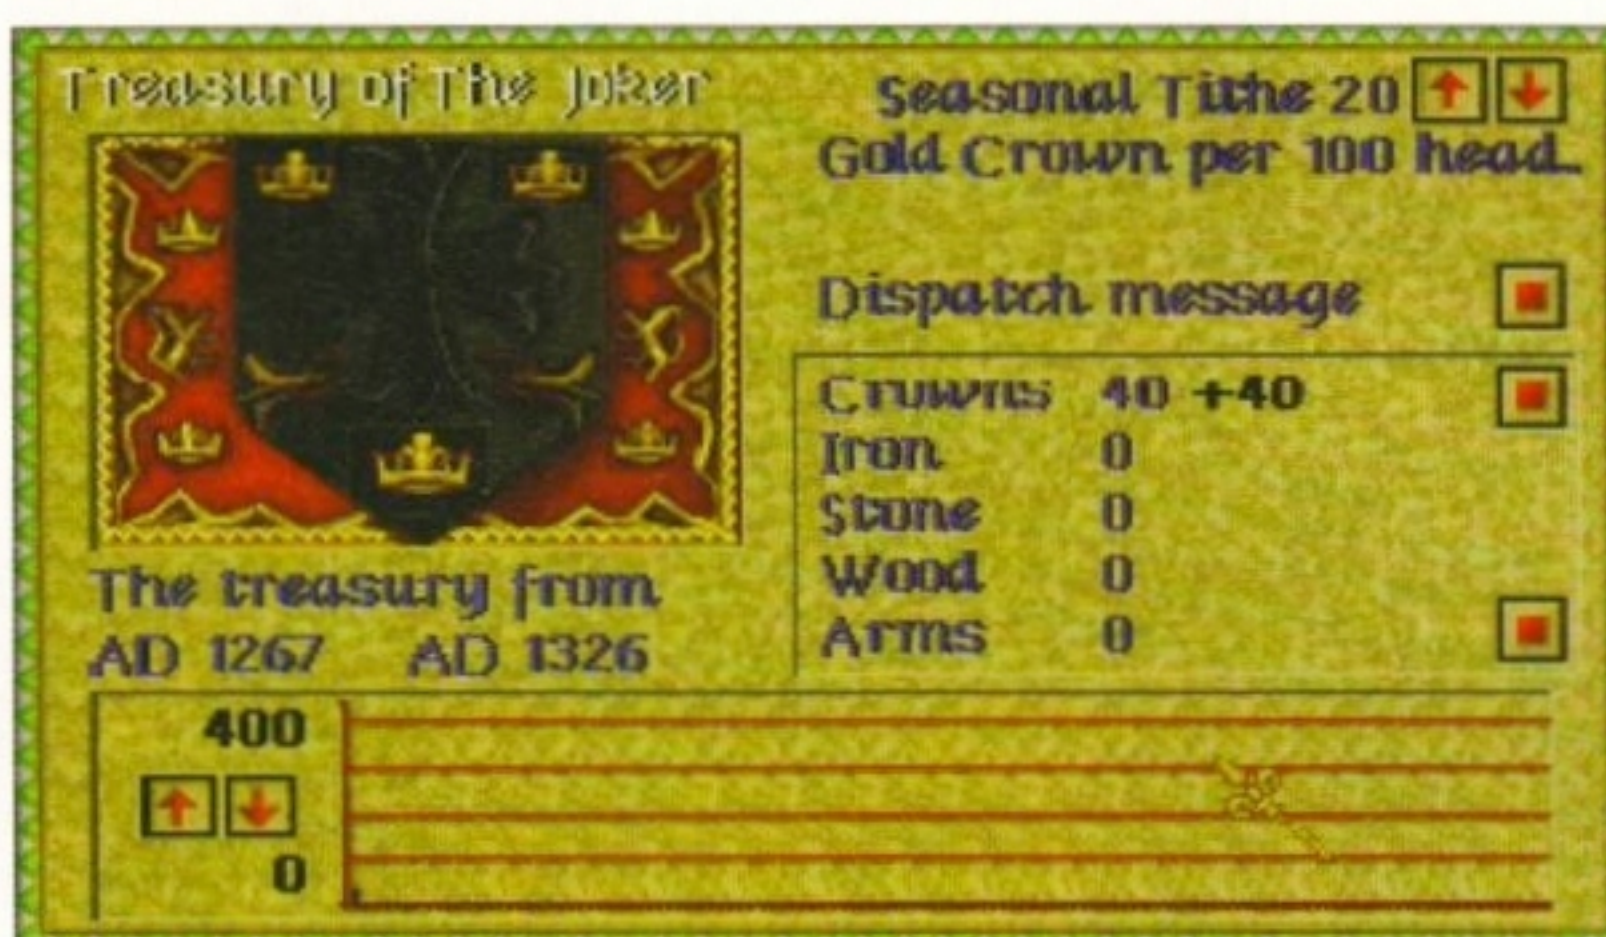 Treasury of The Joker
Seasonal Tithe 20
Gold Crown per 100 head.
Dispatch message
Crowns 40 +40
Iron 0
Stone 0
Wood 0
Arms 0
The treasury from
AD 1267 AD 1326
400
0